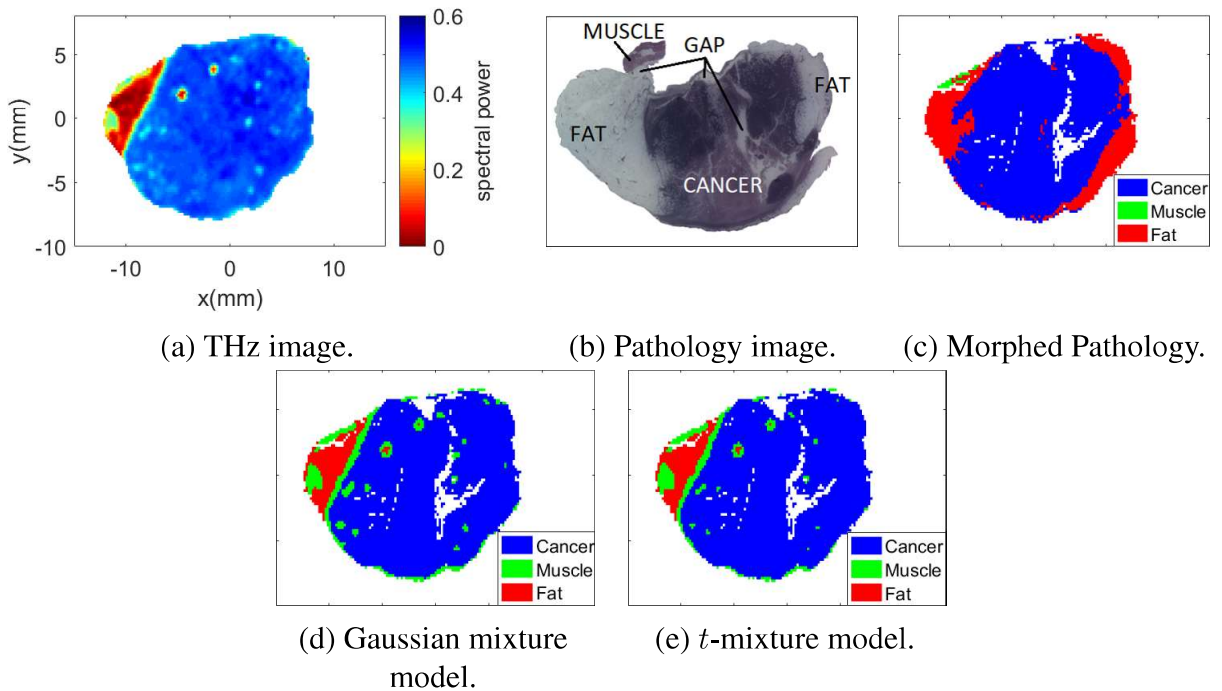 5
0
-5
-10
y(mm)
-10
0
10
x(mm)
0.6
0.4
0.2
0
spectral power
MUSCLE
GAP
FAT
FAT
CANCER
Cancer
Muscle
Fat
(a) THz image.
(b) Pathology image.
(c) Morphed Pathology.
Cancer
Muscle
Fat
Cancer
Muscle
Fat
(d) Gaussian mixture
model.
(e) t-mixture model.